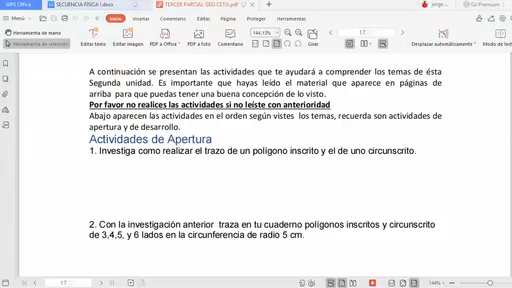 WPS Office
SECUENCIA FÍSICA I.docx
TERCER PARCIAL GEO CETIS.pdf
Jorge ...
Go Premium
Menú
Inicio
Insertar
Comentario
Editar
Página
Proteger
Herramientas
Herramienta de mano
Herramienta de selección
Editar texto
Editar imagen
PDF a Office
PDF a foto
Comentario
144.13%
Girar
17
Desplazar automáticamente
Modo de lect
A continuación se presentan las actividades que te ayudará a comprender los temas de ésta
Segunda unidad. Es importante que hayas leído el material que aparece en páginas de
arriba para que puedas tener una buena concepción de lo visto.
Por favor no realices las actividades si no leíste con anterioridad
Abajo aparecen las actividades en el orden según vistes los temas, recuerda son actividades de
apertura y de desarrollo.
Actividades de Apertura
1. Investiga como realizar el trazo de un polígono inscrito y el de uno circunscrito.
2. Con la investigación anterior traza en tu cuaderno polígonos inscritos y circunscrito
de 3,4,5, y 6 lados en la circunferencia de radio 5 cm.
17
144%